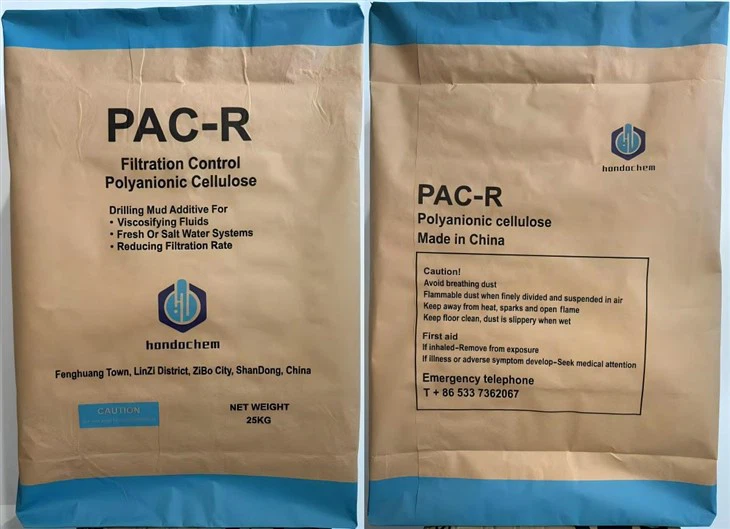 PAC-R
Filtration Control
Polyanionic Cellulose
Drilling Mud Additive For
• Viscosifying Fluids
• Fresh Or Salt Water Systems
• Reducing Filtration Rate
hondochem
Fenghuang Town, LinZi District, ZiBo City, ShanDong, China
CAUTION
NET WEIGHT
25KG
hondochem
PAC-R
Polyanionic cellulose
Made in China
Caution!
Avoid breathing dust
Flammable dust when finely divided and suspended in air
Keep away from heat, sparks and open flame
Keep floor clean, dust is slippery when wet
First aid
If inhaled-Remove from exposure
If illness or adverse symptom develop-Seek medical attention
Emergency telephone
T + 86 533 7362067